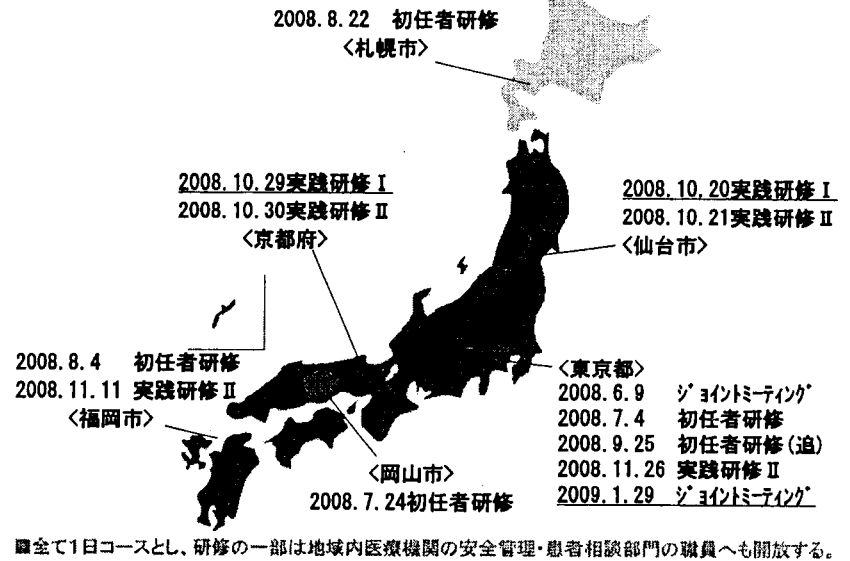 2008.8.22 初任者研修
<札幌市>
2008.10.29実践研修Ⅰ
2008.10.30実践研修Ⅱ
<京都府>
2008.10.20実践研修Ⅰ
2008.10.21実践研修Ⅱ
<仙台市>
2008.8.4 初任者研修
2008.11.11 実践研修Ⅱ
<福岡市>
<東京都>
2008.6.9 ジョイントミーティング
2008.7.4 初任者研修
2008.9.25 初任者研修(追)
2008.11.26 実践研修Ⅱ
2009.1.29 ジョイントミーティング
<岡山市>
2008.7.24初任者研修
■全て1日コースとし、研修の一部は地域内医療機関の安全管理・患者相談部門の職員へも開放する。